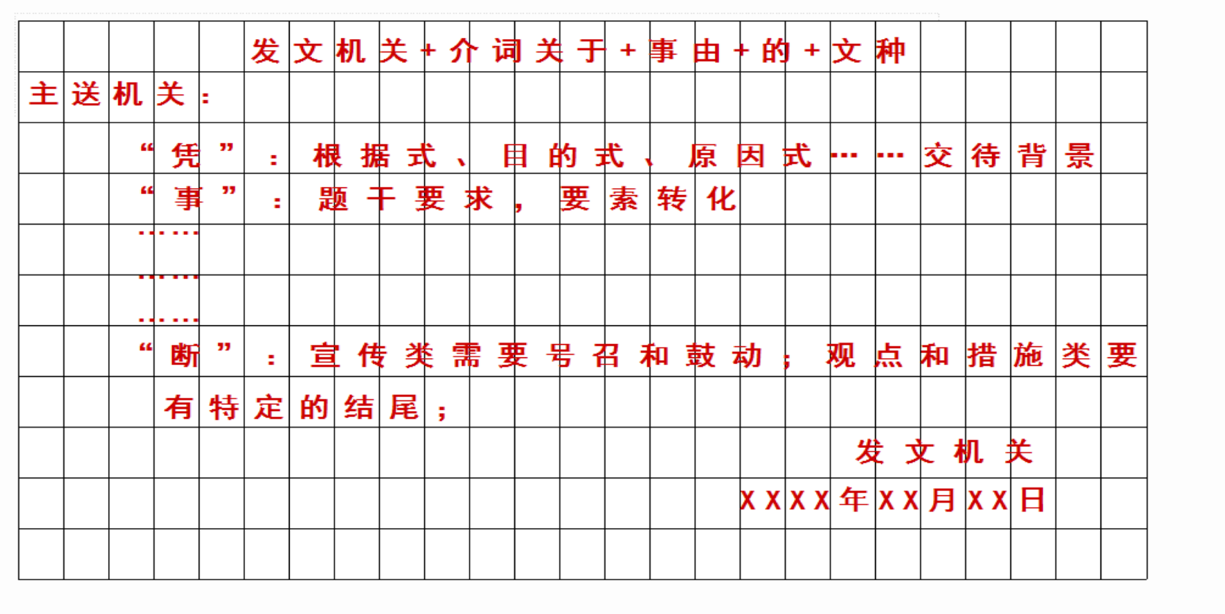 发文机关+介词关于+事由+的+文种
主送机关：
“凭”：根据式、目的式、原因式……交待背景
“事”：题干要求，要素转化
……
……
……
“断”：宣传类需要号召和鼓动；观点和措施类要
有特定的结尾；
发文机关
XXXX年XX月XX日